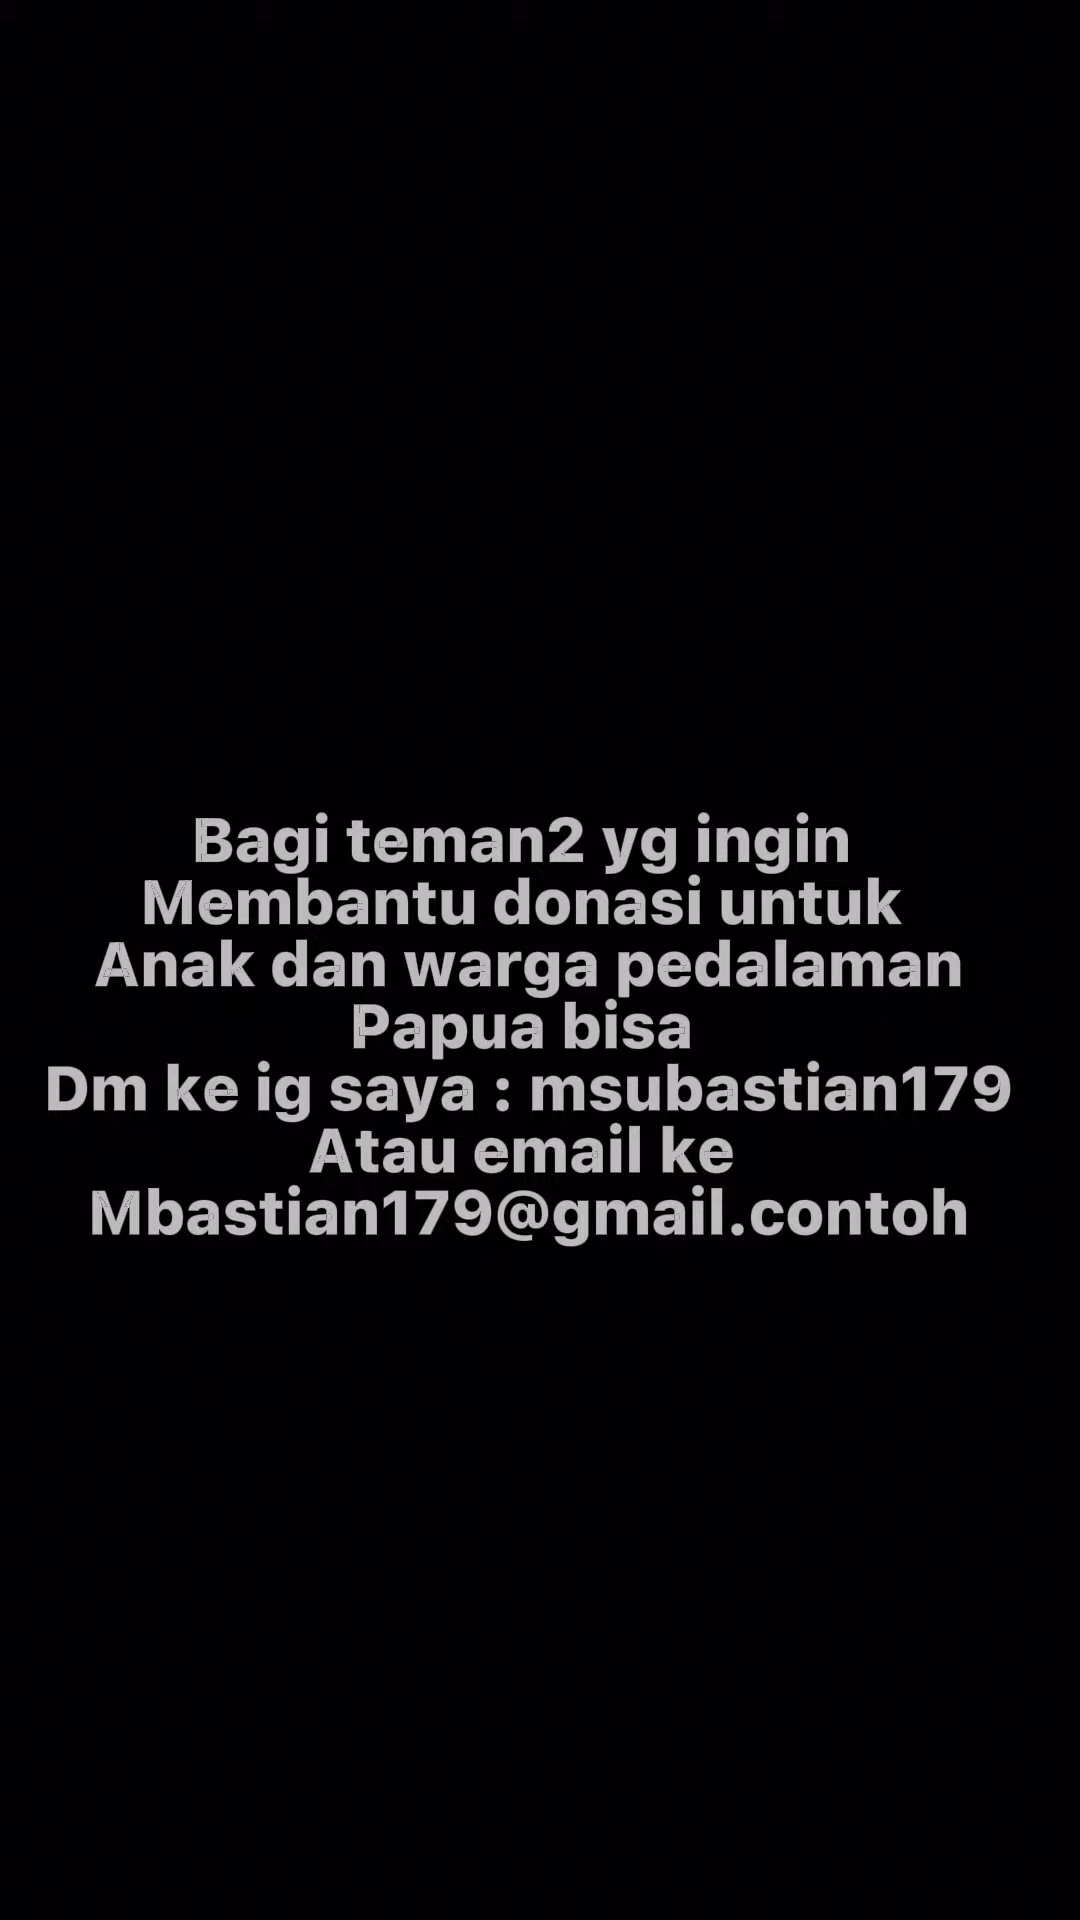 Bagi teman2 yg ingin
Membantu donasi untuk
Anak dan warga pedalaman
Papua bisa
Dm ke ig saya : msubastian179
Atau email ke
Mbastian179@gmail.contoh